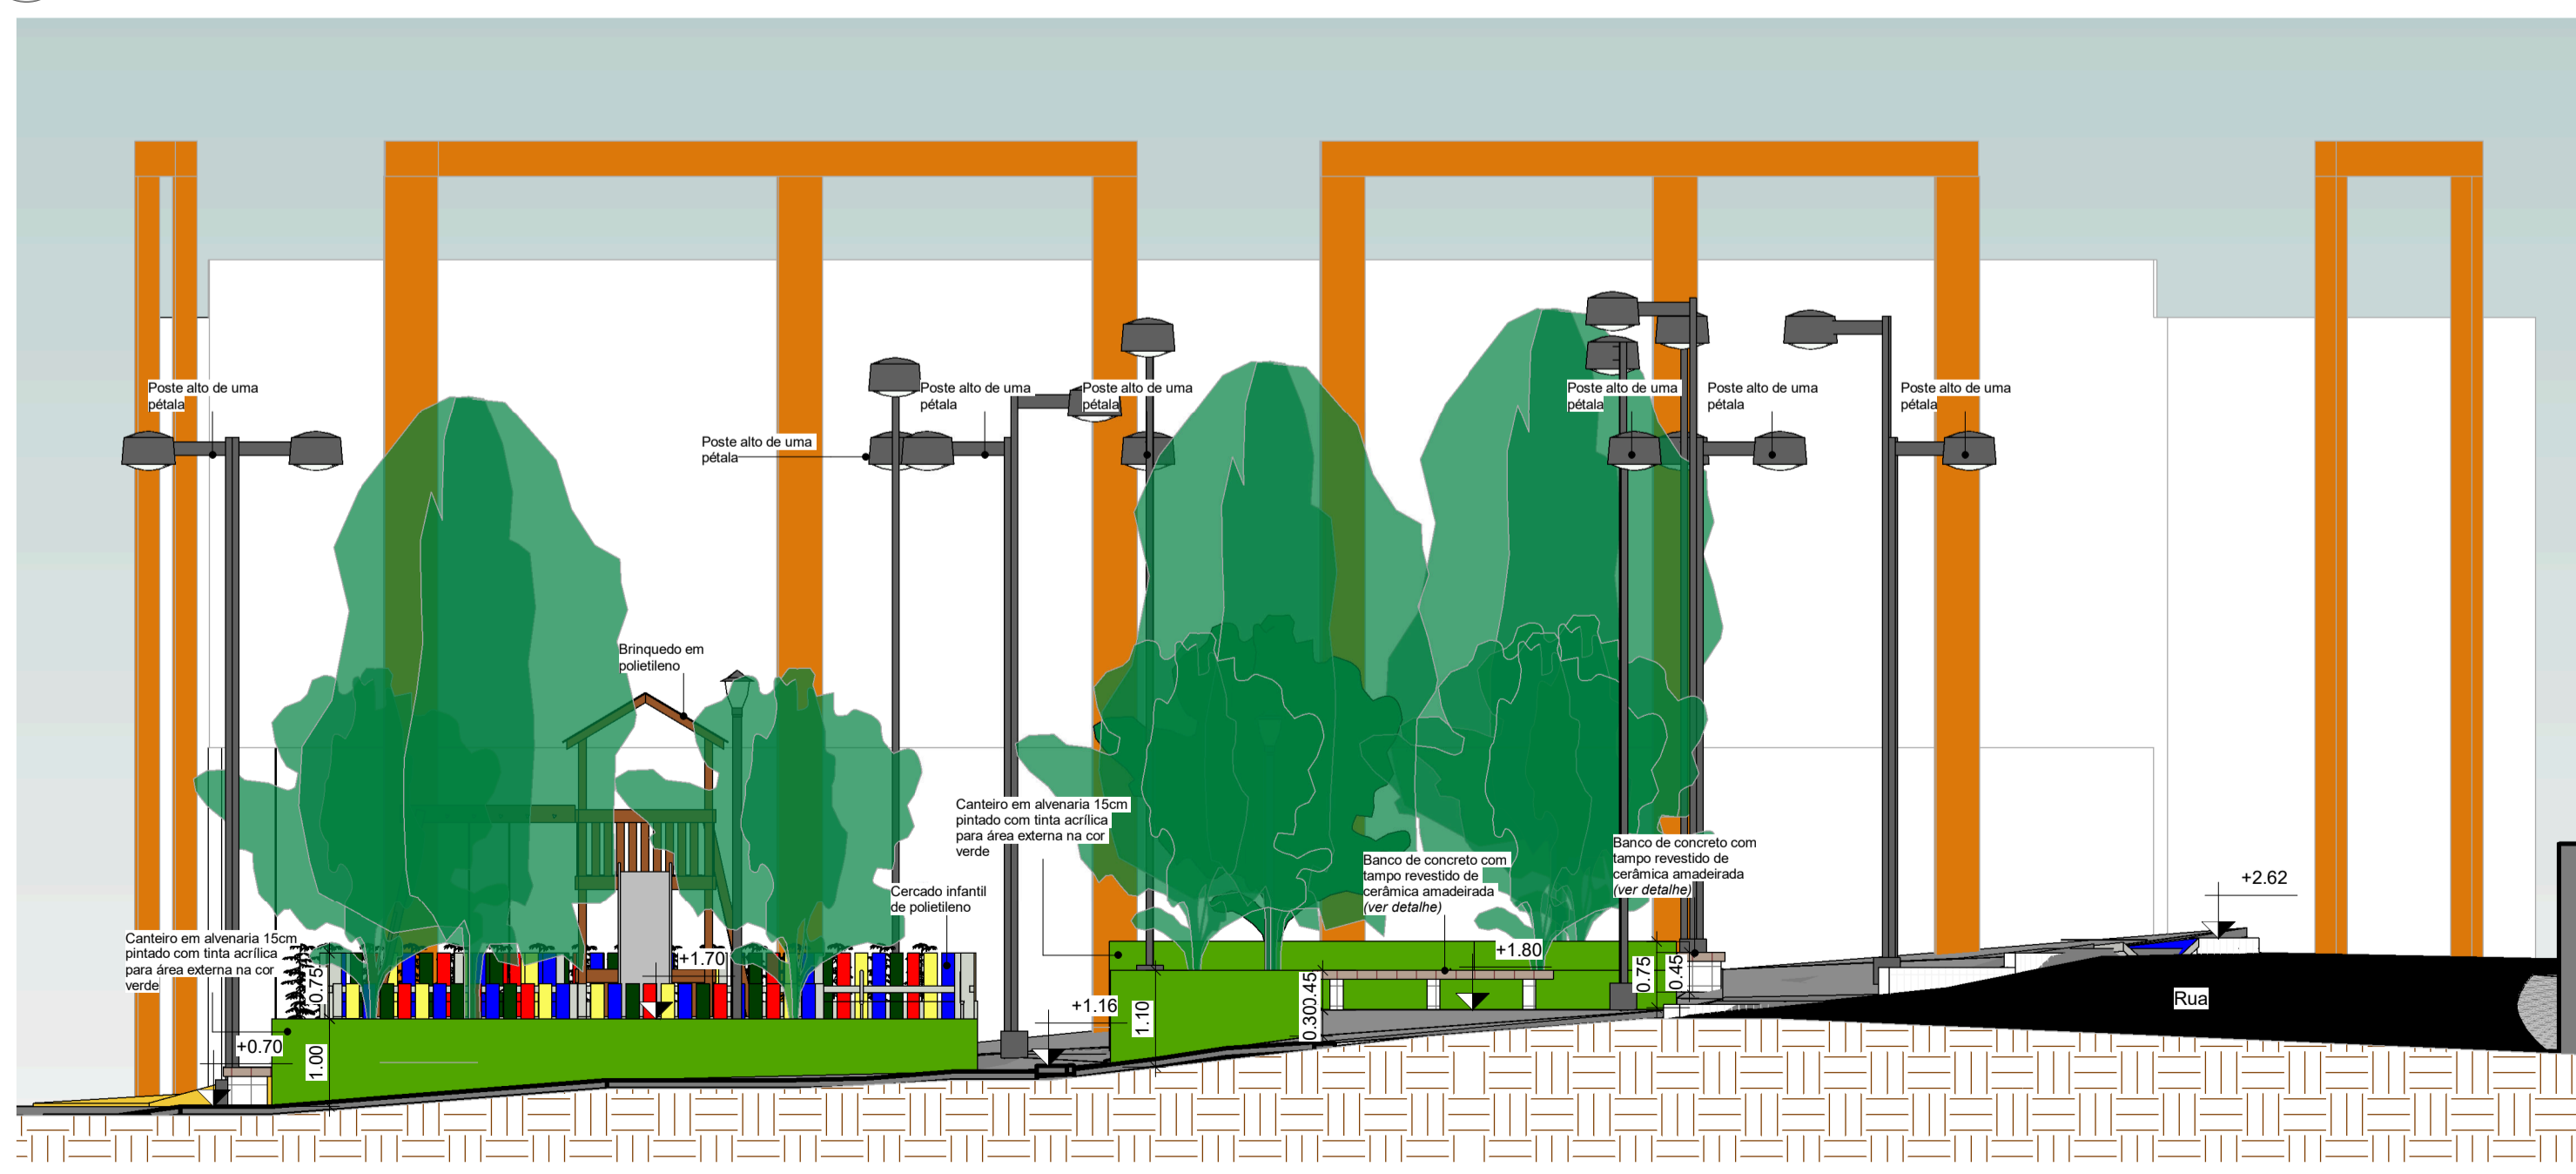 Poste alto de uma
pétala
Poste alto de uma
pétala
Poste alto de uma
pétala
Poste alto de uma
pétala
Poste alto de uma
pétala
Poste alto de uma
pétala
Poste alto de uma
pétala
Brinquedo em
polietileno
Canteiro em alvenaria 15cm
pintado com tinta acrílica
para área externa na cor
verde
Banco de concreto com
tampo revestido de
cerâmica amadeirada
(ver detalhe)
Banco de concreto com
tampo revestido de
cerâmica amadeirada
(ver detalhe)
Cercado infantil
de polietileno
Canteiro em alvenaria 15cm
pintado com tinta acrílica
para área externa na cor
verde
+2.62
+1.70
+1.80
0.75
0.75
0.45
0.45
0.30
+1.16
1.10
Rua
+0.70
1.00